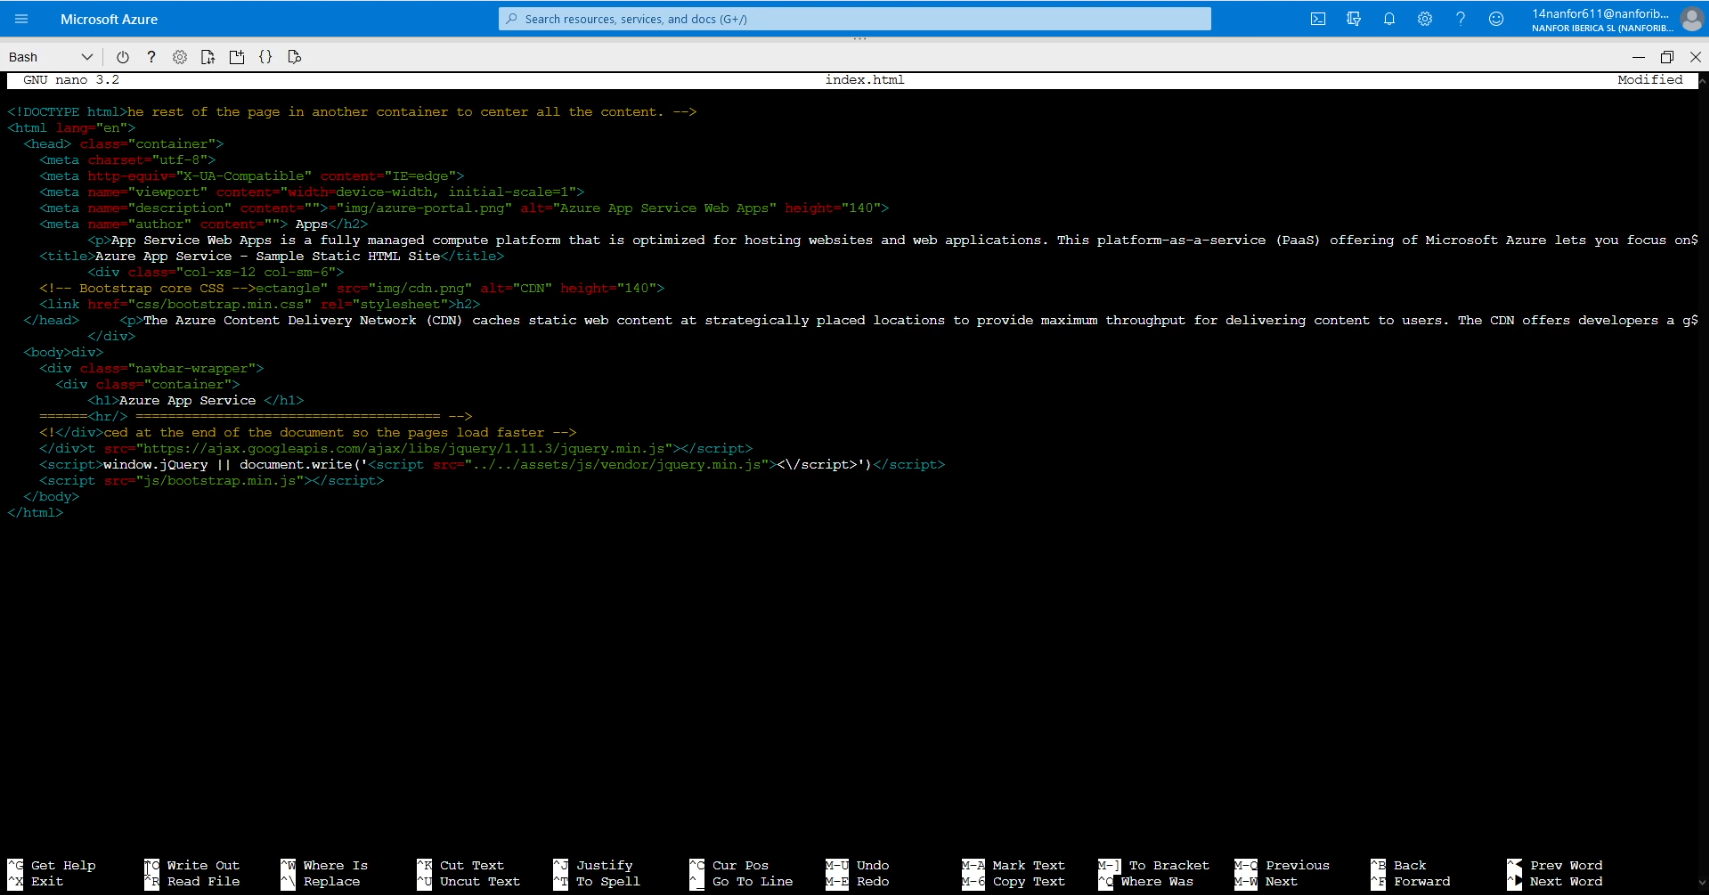 Microsoft Azure
Search resources, services, and docs (G+/)
14nanfor611@nanforib...
NANFOR IBERICA SL (NANFORIB...
Bash
GNU nano 3.2 index.html Modified
<!DOCTYPE html>he rest of the page in another container to center all the content. -->
<html lang="en">
<head> class="container">
<meta charset="utf-8">
<meta http-equiv="X-UA-Compatible" content="IE=edge">
<meta name="viewport" content="width=device-width, initial-scale=1">
<meta name="description" content="">="img/azure-portal.png" alt="Azure App Service Web Apps" height="140">
<meta name="author" content=""> Apps</h2>
<p>App Service Web Apps is a fully managed compute platform that is optimized for hosting websites and web applications. This platform-as-a-service (PaaS) offering of Microsoft Azure lets you focus on$
<title>Azure App Service - Sample Static HTML Site</title>
<div class="col-xs-12 col-sm-6">
<!-- Bootstrap core CSS -->ectangle" src="img/cdn.png" alt="CDN" height="140">
<link href="css/bootstrap.min.css" rel="stylesheet">h2>
</head> <p>The Azure Content Delivery Network (CDN) caches static web content at strategically placed locations to provide maximum throughput for delivering content to users. The CDN offers developers a g$
</div>
<body>div>
<div class="navbar-wrapper">
<div class="container">
<h1>Azure App Service </h1>
======<hr/> ====================================== -->
<!</div>ced at the end of the document so the pages load faster -->
</div>t src="https://ajax.googleapis.com/ajax/libs/jquery/1.11.3/jquery.min.js"></script>
<script>window.jQuery || document.write('<script src="../../assets/js/vendor/jquery.min.js"><\/script>')</script>
<script src="js/bootstrap.min.js"></script>
</body>
</html>
^G Get Help ^O Write Out ^W Where Is ^K Cut Text ^J Justify ^C Cur Pos M-U Undo M-A Mark Text M-] To Bracket M-Q Previous ^B Back ^◀ Prev Word
^X Exit ^R Read File ^\ Replace ^U Uncut Text ^T To Spell ^_ Go To Line M-E Redo M-6 Copy Text ^Q Where Was M-W Next ^F Forward ^▶ Next Word